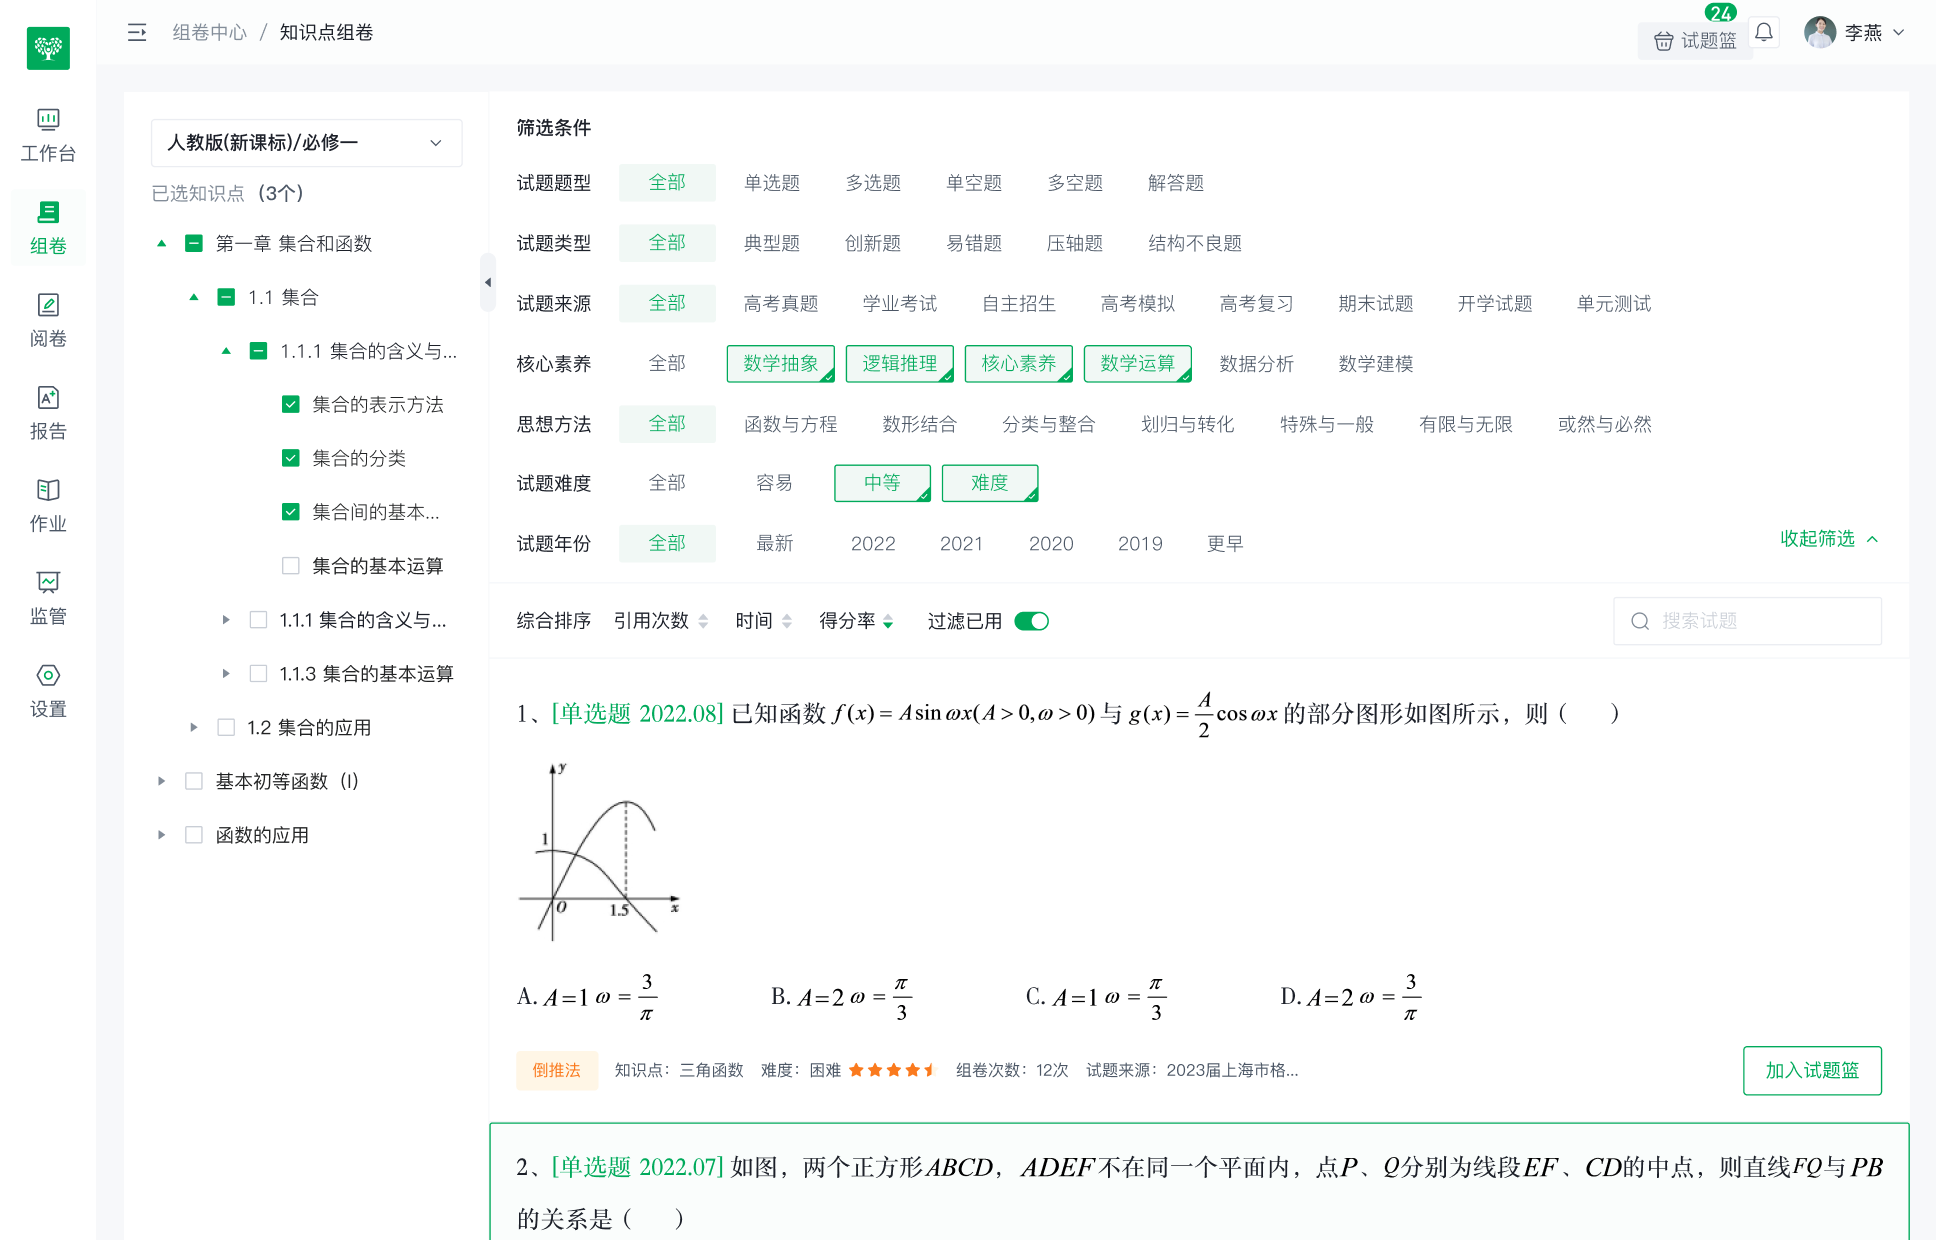 组卷中心 / 知识点组卷
24
试题篮
李燕
工作台
组卷
阅卷
报告
作业
监管
设置
人教版(新课标)/必修一
已选知识点 (3个)
第一章 集合和函数
1.1 集合
1.1.1 集合的含义与...
集合的表示方法
集合的分类
集合间的基本...
集合的基本运算
1.1.1 集合的含义与...
1.1.3 集合的基本运算
1.2 集合的应用
基本初等函数 (I)
函数的应用
筛选条件
试题题型 全部 单选题 多选题 单空题 多空题 解答题
试题类型 全部 典型题 创新题 易错题 压轴题 结构不良题
试题来源 全部 高考真题 学业考试 自主招生 高考模拟 高考复习 期末试题 开学试题 单元测试
核心素养 全部 数学抽象 逻辑推理 核心素养 数学运算 数据分析 数学建模
思想方法 全部 函数与方程 数形结合 分类与整合 划归与转化 特殊与一般 有限与无限 或然与必然
试题难度 全部 容易 中等 难度
试题年份 全部 最新 2022 2021 2020 2019 更早
收起筛选
综合排序 引用次数 时间 得分率 过滤已用
搜索试题
1、[单选题 2022.08] 已知函数 f(x) = A sin ωx(A > 0, ω > 0) 与 g(x) = A/2 cos ωx 的部分图形如图所示，则（　　）
y
1
O 1.5 x
A. A=1 ω = 3/π B. A=2 ω = π/3 C. A=1 ω = π/3 D. A=2 ω = 3/π
倒推法 知识点：三角函数 难度：困难 组卷次数：12次 试题来源：2023届上海市格...
加入试题篮
2、[单选题 2022.07] 如图，两个正方形ABCD，ADEF不在同一个平面内，点P、Q分别为线段EF、CD的中点，则直线FQ与PB
的关系是（　　）